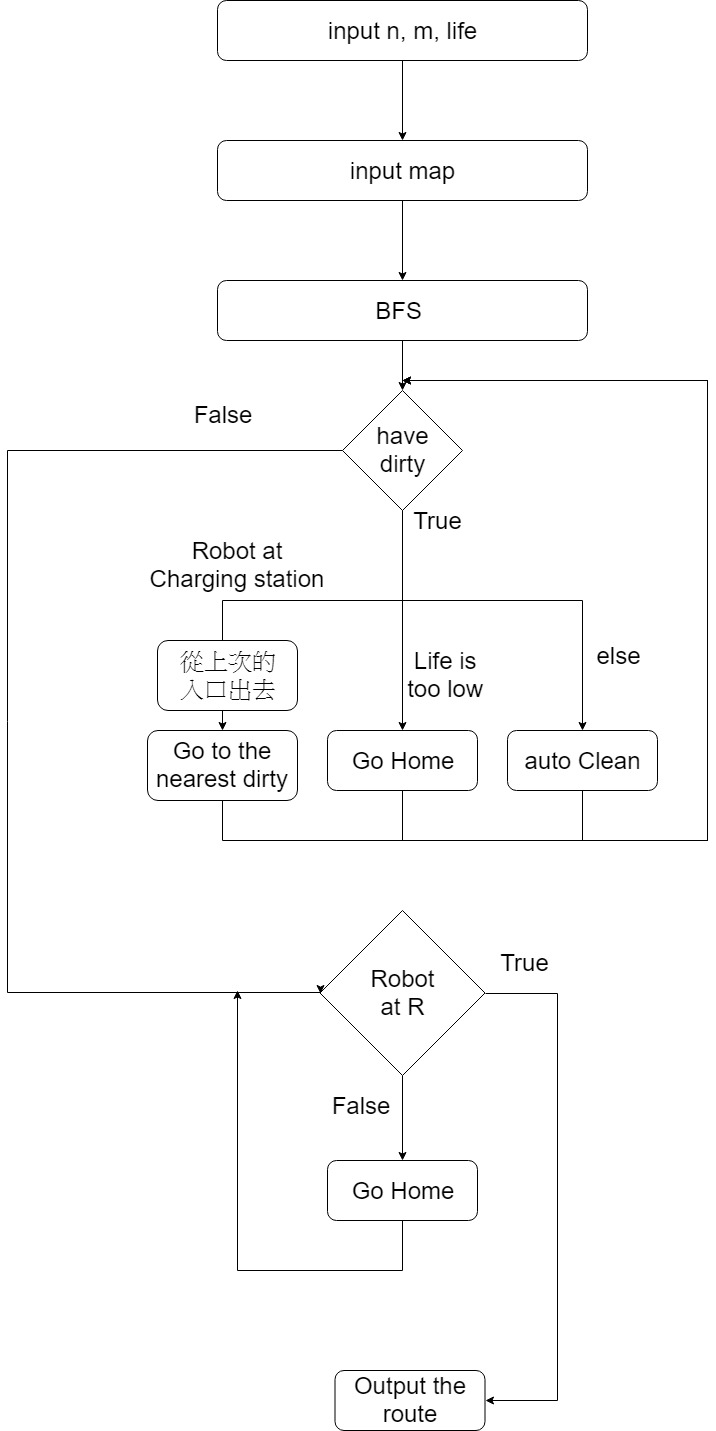 input n, m, life
input map
BFS
False
have
dirty
True
Robot at
Charging station
從上次的
入口出去
Life is
too low
else
Go to the
nearest dirty
Go Home
auto Clean
Robot
at R
True
False
Go Home
Output the
route